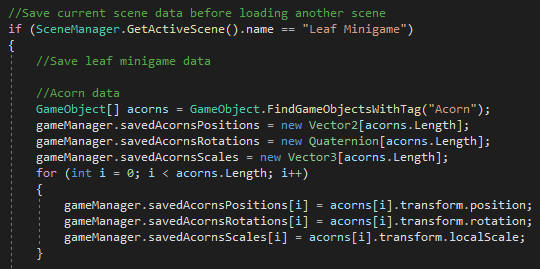 //Save current scene data before loading another scene
if (SceneManager.GetActiveScene().name == "Leaf Minigame")
{
//Save leaf minigame data
//Acorn data
GameObject[] acorns = GameObject.FindGameObjectsWithTag("Acorn");
gameManager.savedAcornsPositions = new Vector2[acorns.Length];
gameManager.savedAcornsRotations = new Quaternion[acorns.Length];
gameManager.savedAcornsScales = new Vector3[acorns.Length];
for (int i = 0; i < acorns.Length; i++)
{
gameManager.savedAcornsPositions[i] = acorns[i].transform.position;
gameManager.savedAcornsRotations[i] = acorns[i].transform.rotation;
gameManager.savedAcornsScales[i] = acorns[i].transform.localScale;
}